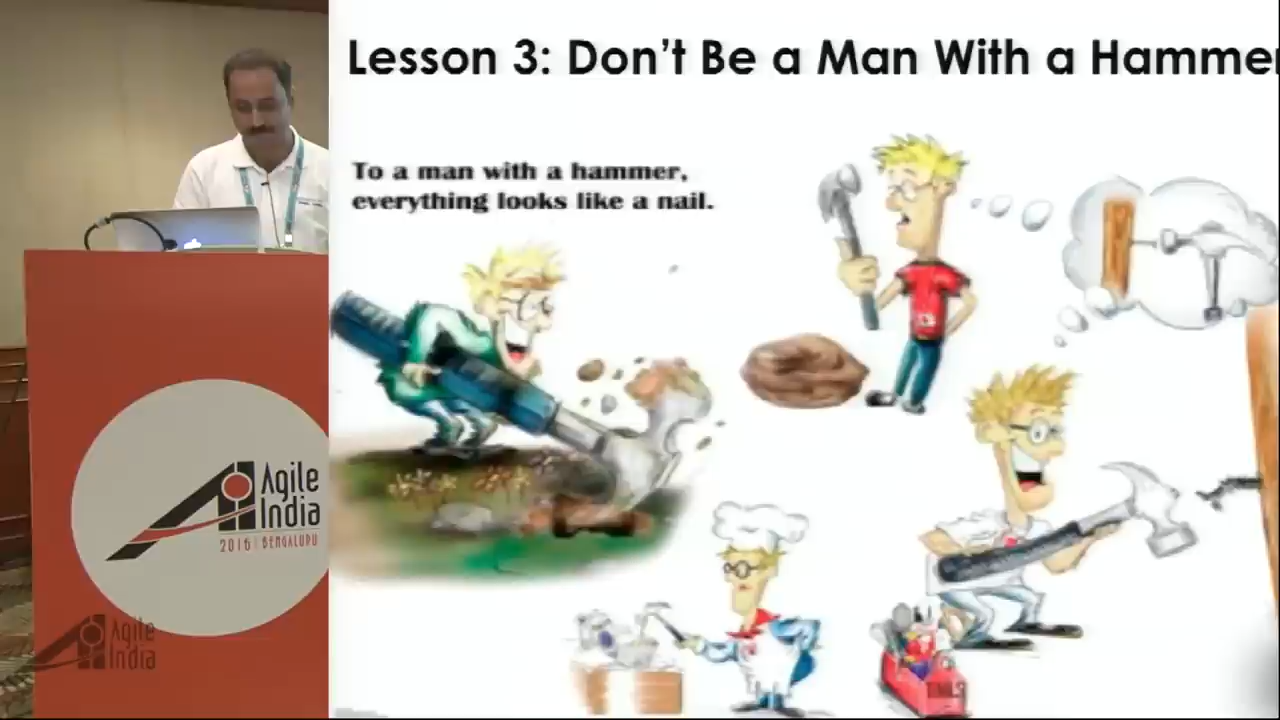 Lesson 3: Don't Be a Man With a Hammer
To a man with a hammer,
everything looks like a nail.
TOOLS
Agile
India
2016 | BENGALURU
Agile
India